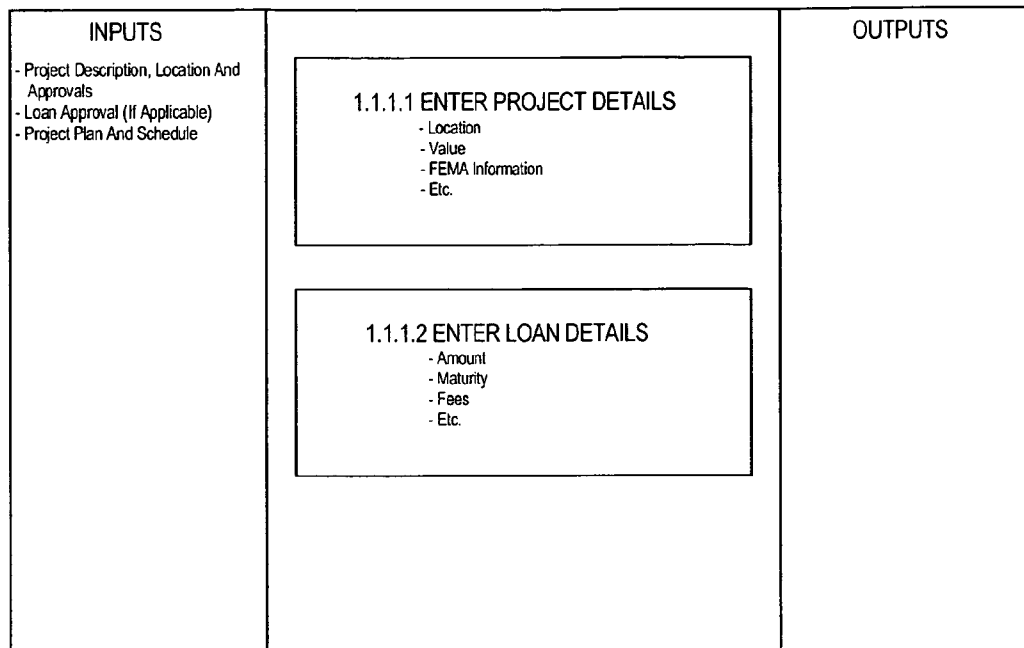 INPUTS
- Project Description, Location And
Approvals
- Loan Approval (If Applicable)
- Project Plan And Schedule
1.1.1.1 ENTER PROJECT DETAILS
- Location
- Value
- FEMA Information
- Etc.
1.1.1.2 ENTER LOAN DETAILS
- Amount
- Maturity
- Fees
- Etc.
OUTPUTS